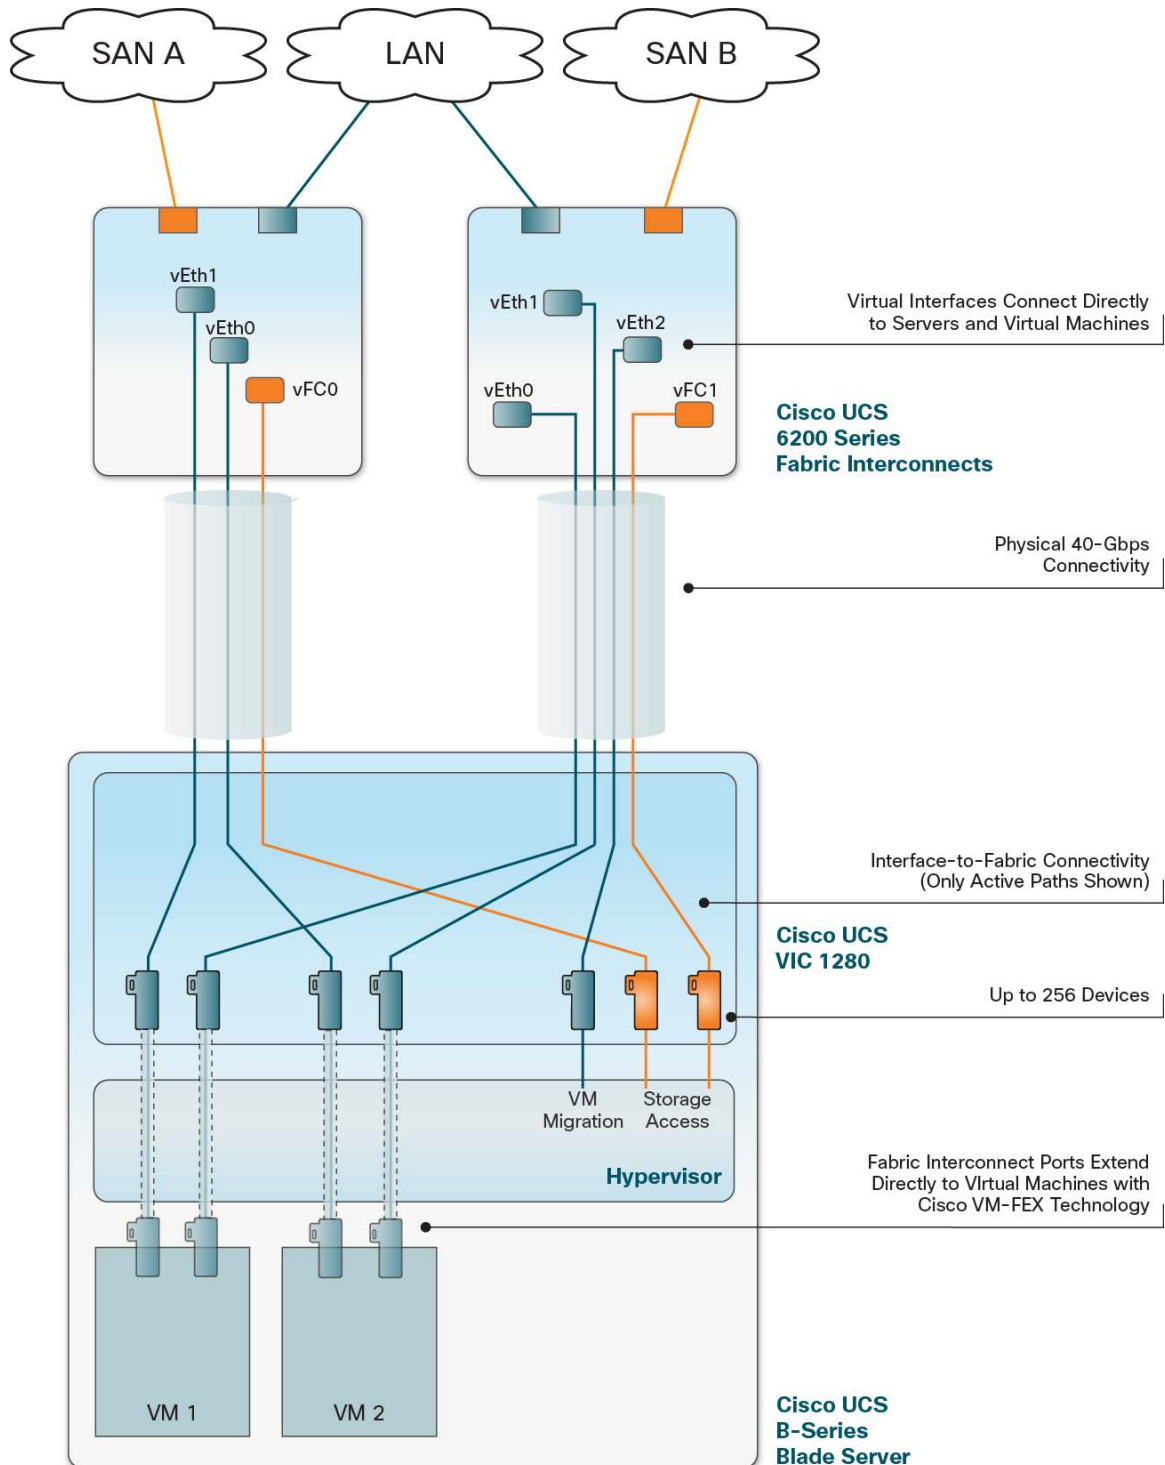 SAN A
LAN
SAN B
vEth1
vEth0
vFC0
vEth1
vEth2
vEth0
vFC1
Virtual Interfaces Connect Directly
to Servers and Virtual Machines
Cisco UCS
6200 Series
Fabric Interconnects
Physical 40-Gbps
Connectivity
Interface-to-Fabric Connectivity
(Only Active Paths Shown)
Cisco UCS
VIC 1280
Up to 256 Devices
VM
Migration
Storage
Access
Hypervisor
Fabric Interconnect Ports Extend
Directly to VIrtual Machines with
Cisco VM-FEX Technology
VM 1
VM 2
Cisco UCS
B-Series
Blade Server